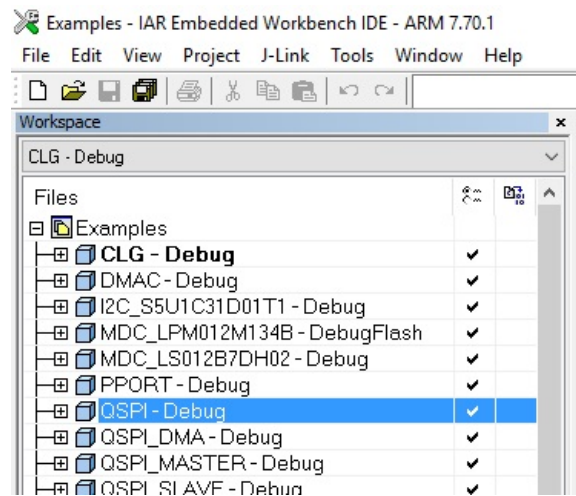 Examples - IAR Embedded Workbench IDE - ARM 7.70.1
File Edit View Project J-Link Tools Window Help
Workspace
CLG - Debug
Files
Examples
CLG - Debug
DMAC - Debug
I2C_S5U1C31D01T1 - Debug
MDC_LPM012M134B - DebugFlash
MDC_LS012B7DH02 - Debug
PPORT - Debug
QSPI - Debug
QSPI_DMA - Debug
QSPI_MASTER - Debug
QSPI_SLAVE - Debug